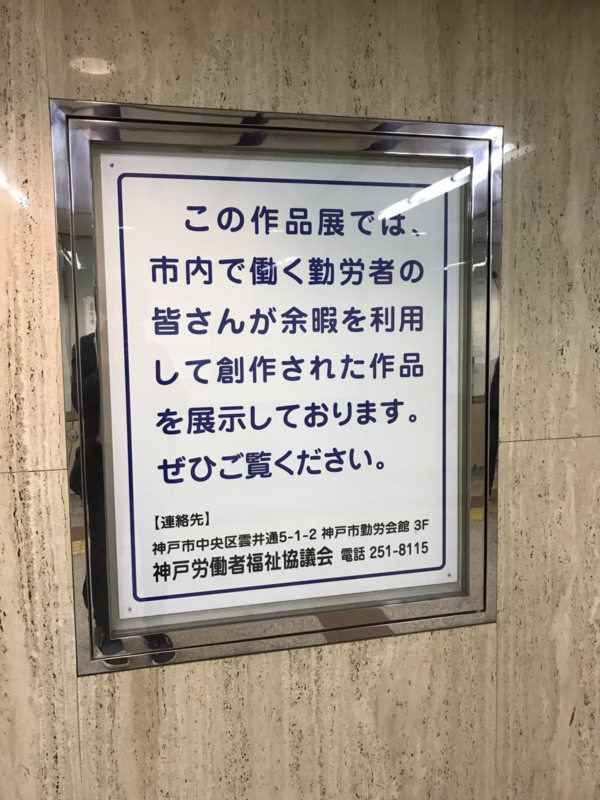 この作品展では、
市内で働く勤労者の
皆さんが余暇を利用
して創作された作品
を展示しております。
ぜひご覧ください。
【連絡先】
神戸市中央区雲井通5-1-2 神戸市勤労会館 3F
神戸労働者福祉協議会 電話 251-8115